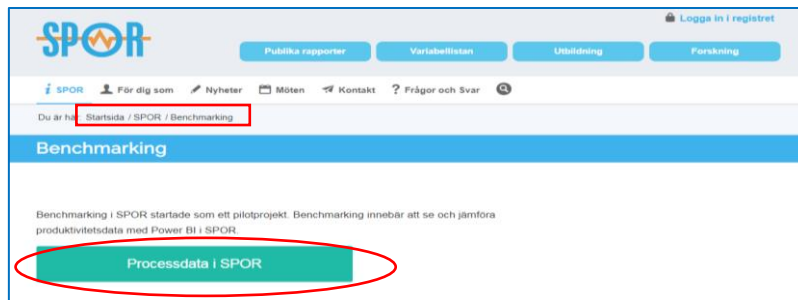 Logga in i registret
SPOR
Publika rapporter Variabellistan Utbildning Forskning
SPOR För dig som Nyheter Möten Kontakt ? Frågor och Svar
Du är här: Startsida / SPOR / Benchmarking
Benchmarking
Benchmarking i SPOR startade som ett pilotprojekt. Benchmarking innebär att se och jämföra
produktivitetsdata med Power BI i SPOR.
Processdata i SPOR